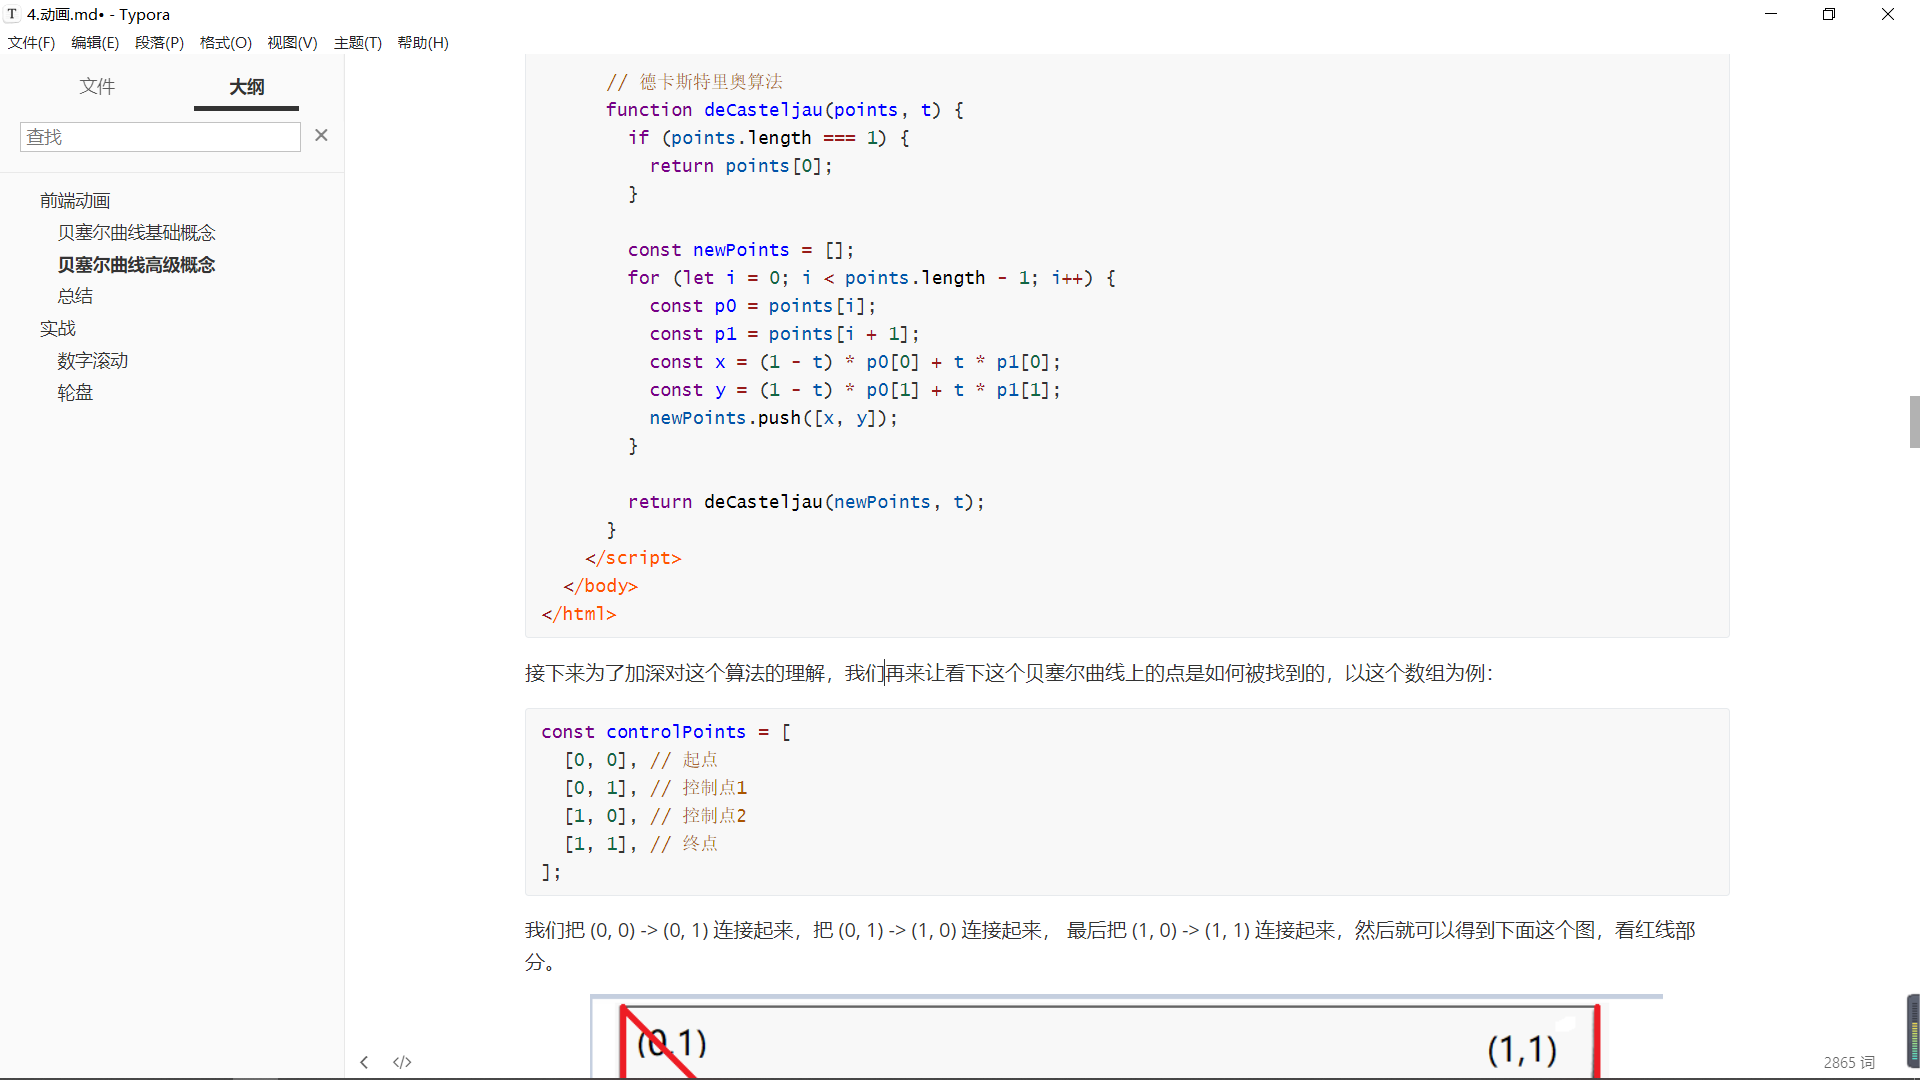 4.动画.md• - Typora
文件(F) 编辑(E) 段落(P) 格式(O) 视图(V) 主题(T) 帮助(H)
文件 大纲
查找
前端动画
贝塞尔曲线基础概念
贝塞尔曲线高级概念
总结
实战
数字滚动
轮盘
// 德卡斯特里奥算法
function deCasteljau(points, t) {
if (points.length === 1) {
return points[0];
}
const newPoints = [];
for (let i = 0; i < points.length - 1; i++) {
const p0 = points[i];
const p1 = points[i + 1];
const x = (1 - t) * p0[0] + t * p1[0];
const y = (1 - t) * p0[1] + t * p1[1];
newPoints.push([x, y]);
}
return deCasteljau(newPoints, t);
}
</script>
</body>
</html>
接下来为了加深对这个算法的理解，我们再来让看下这个贝塞尔曲线上的点是如何被找到的，以这个数组为例：
const controlPoints = [
[0, 0], // 起点
[0, 1], // 控制点1
[1, 0], // 控制点2
[1, 1], // 终点
];
我们把 (0, 0) -> (0, 1) 连接起来，把 (0, 1) -> (1, 0) 连接起来， 最后把 (1, 0) -> (1, 1) 连接起来，然后就可以得到下面这个图，看红线部
分。
(0,1) (1,1)
2865 词